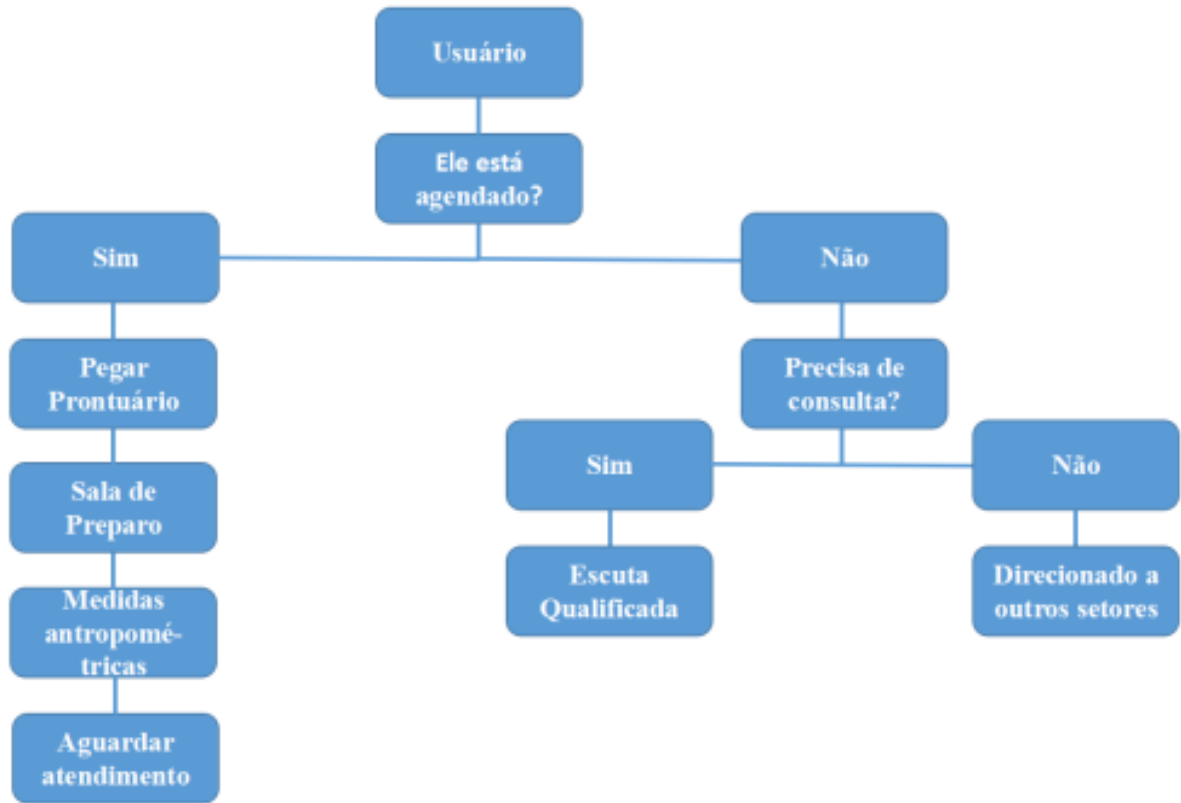 Usuário
Ele está
agendado?
Sim
Não
Pegar
Prontuário
Precisa de
consulta?
Sim
Não
Sala de
Preparo
Escuta
Qualificada
Direcionado a
outros setores
Medidas
antropomé-
tricas
Aguardar
atendimento